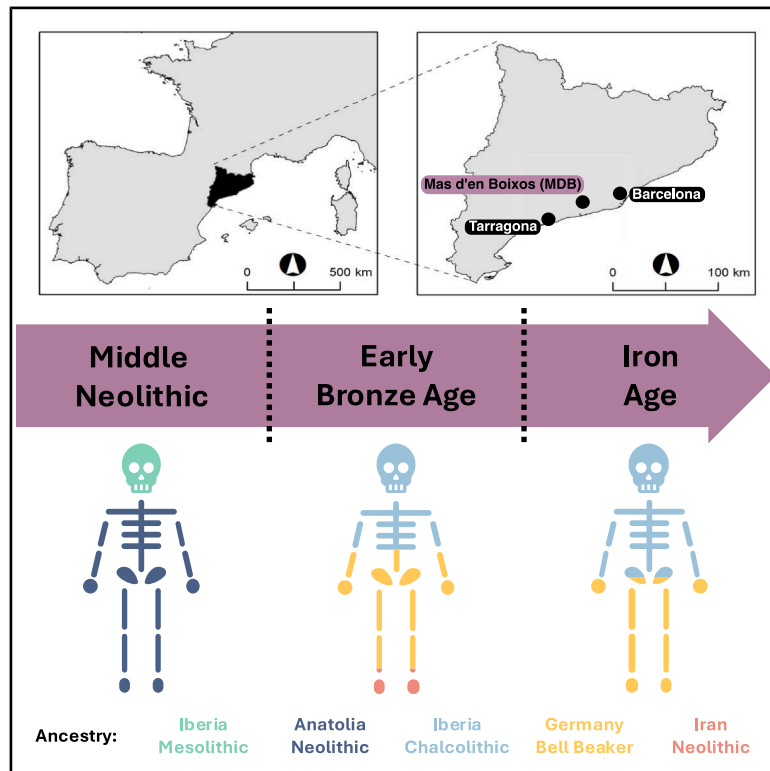 0 500 km
Mas d'en Boixos (MDB)
Barcelona
Tarragona
0 100 km
Middle
Neolithic
Early
Bronze Age
Iron
Age
Ancestry:
Iberia
Mesolithic
Anatolia
Neolithic
Iberia
Chalcolithic
Germany
Bell Beaker
Iran
Neolithic